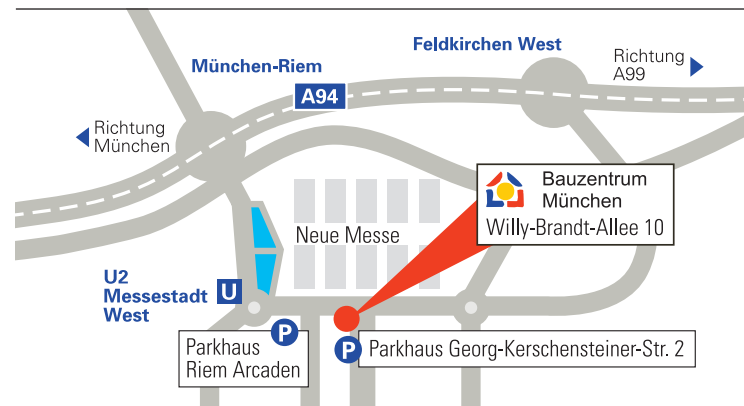 Feldkirchen West
München-Riem
Richtung
A99
A94
Richtung
München
Bauzentrum
München
Willy-Brandt-Allee 10
Neue Messe
U2
Messestadt
West
U
P
Parkhaus
Riem Arcaden
P
Parkhaus Georg-Kerschensteiner-Str. 2